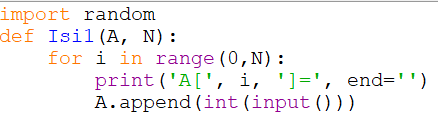 import random
def Isi1(A, N):
    for i in range(0,N):
        print('A[', i, ']=', end='')
        A.append(int(input()))